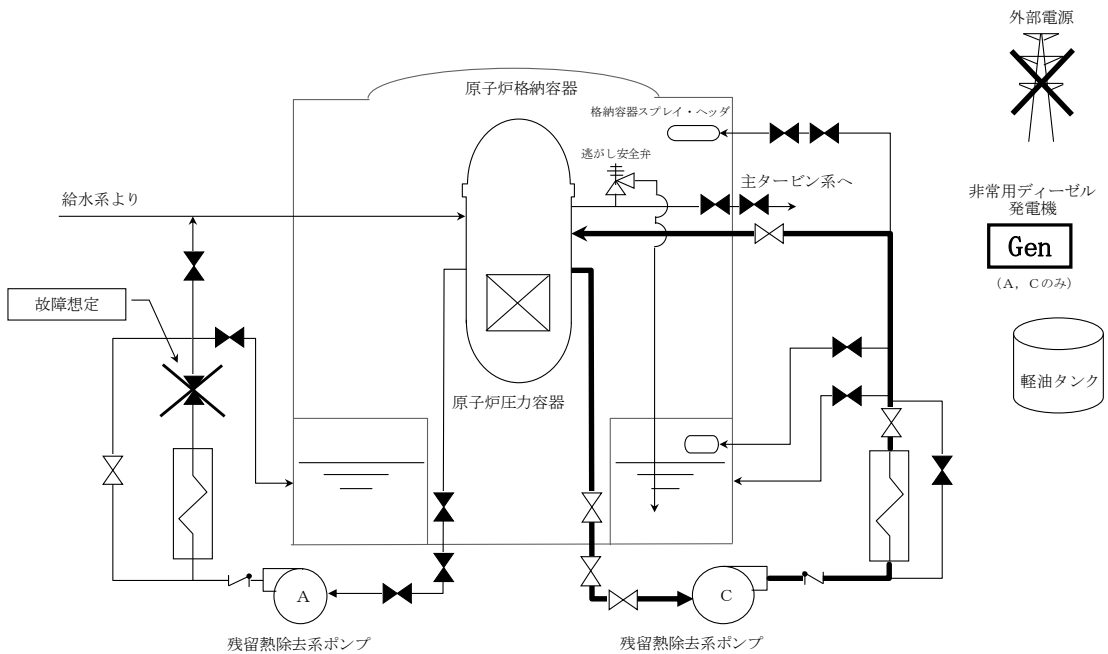 外部電源
原子炉格納容器
格納容器スプレイ・ヘッダ
逃がし安全弁
主タービン系へ
給水系より
非常用ディーゼル
発電機
Gen
(A,Cのみ)
故障想定
軽油タンク
原子炉圧力容器
A
C
残留熱除去系ポンプ
残留熱除去系ポンプ